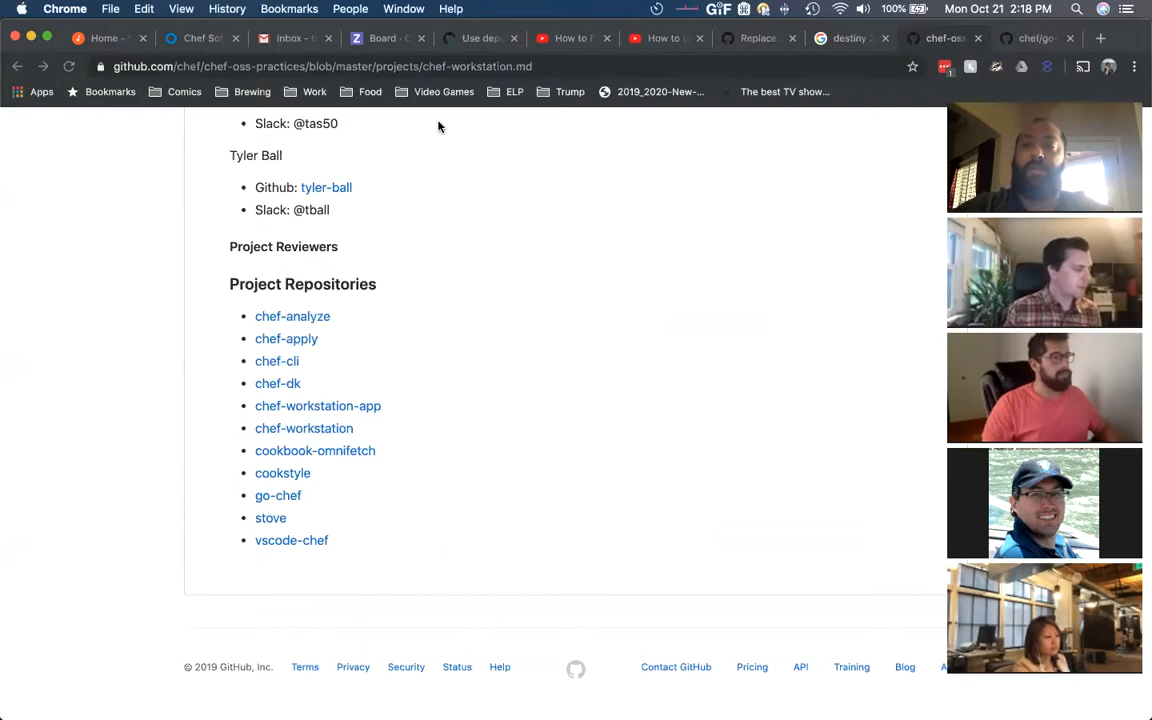 Chrome File Edit View History Bookmarks People Window Help GIF 100% Mon Oct 21 2:18 PM
Home - Chef Sof Inbox - t Board · C Use dep How to F How to ( Replace destiny 2 chef-oss chef/go-
github.com/chef/chef-oss-practices/blob/master/projects/chef-workstation.md 1
Apps Bookmarks Comics Brewing Work Food Video Games ELP Trump 2019_2020-New-... The best TV show...
• Slack: @tas50
Tyler Ball
• Github: tyler-ball
• Slack: @tball
Project Reviewers
Project Repositories
• chef-analyze
• chef-apply
• chef-cli
• chef-dk
• chef-workstation-app
• chef-workstation
• cookbook-omnifetch
• cookstyle
• go-chef
• stove
• vscode-chef
© 2019 GitHub, Inc. Terms Privacy Security Status Help Contact GitHub Pricing API Training Blog